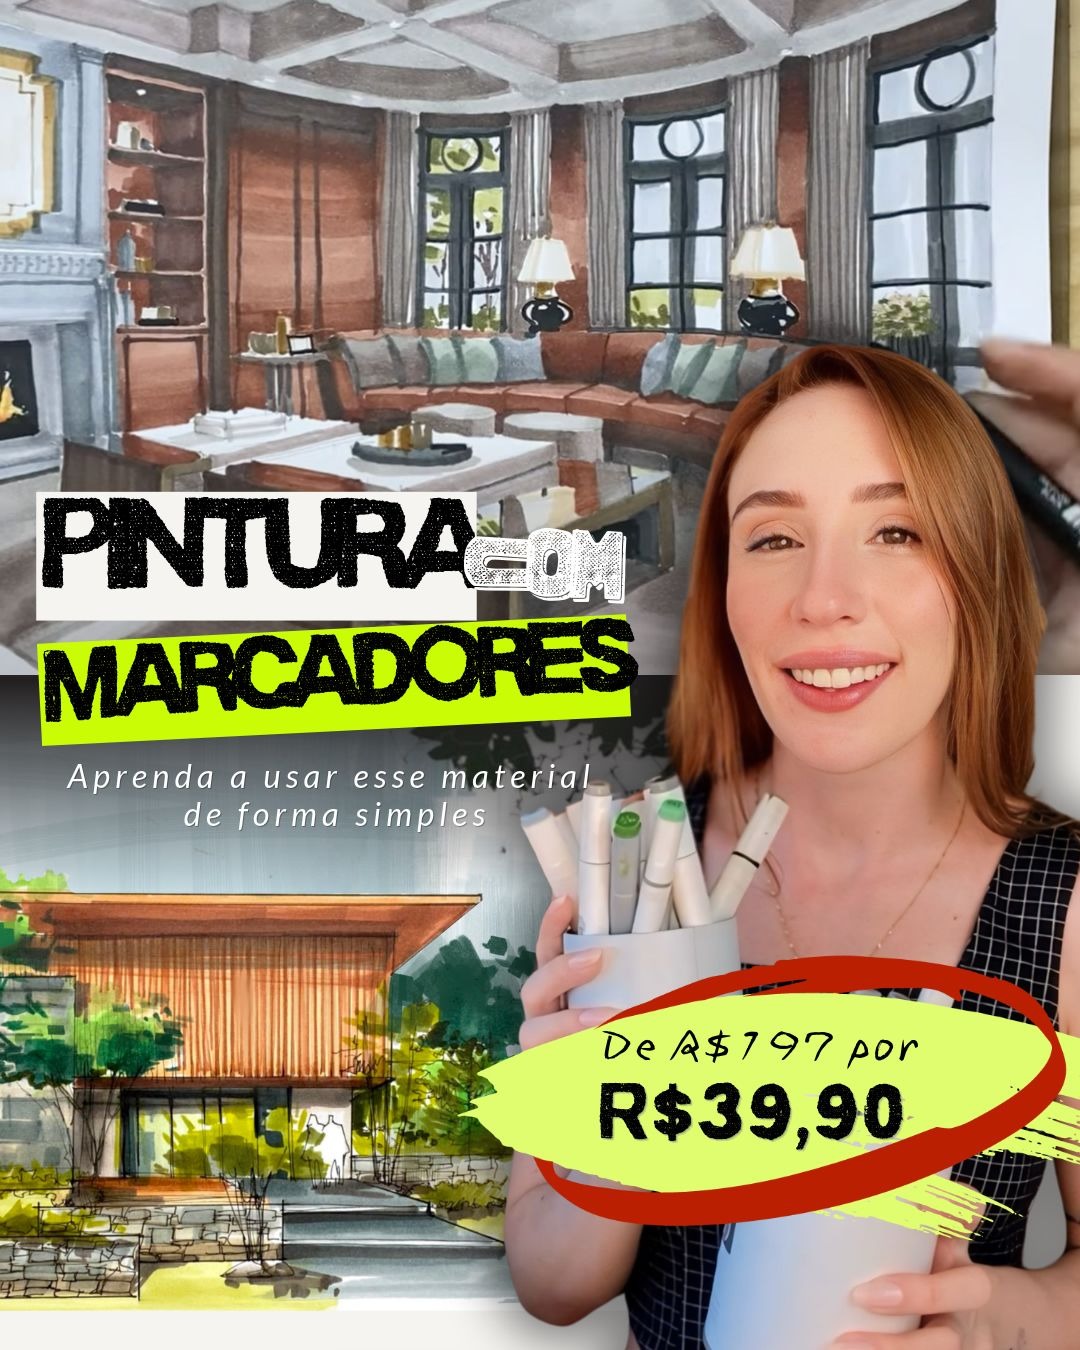 PINTURA COM
MARCADORES
Aprenda a usar esse material
de forma simples
De R$197 por
R$39,90